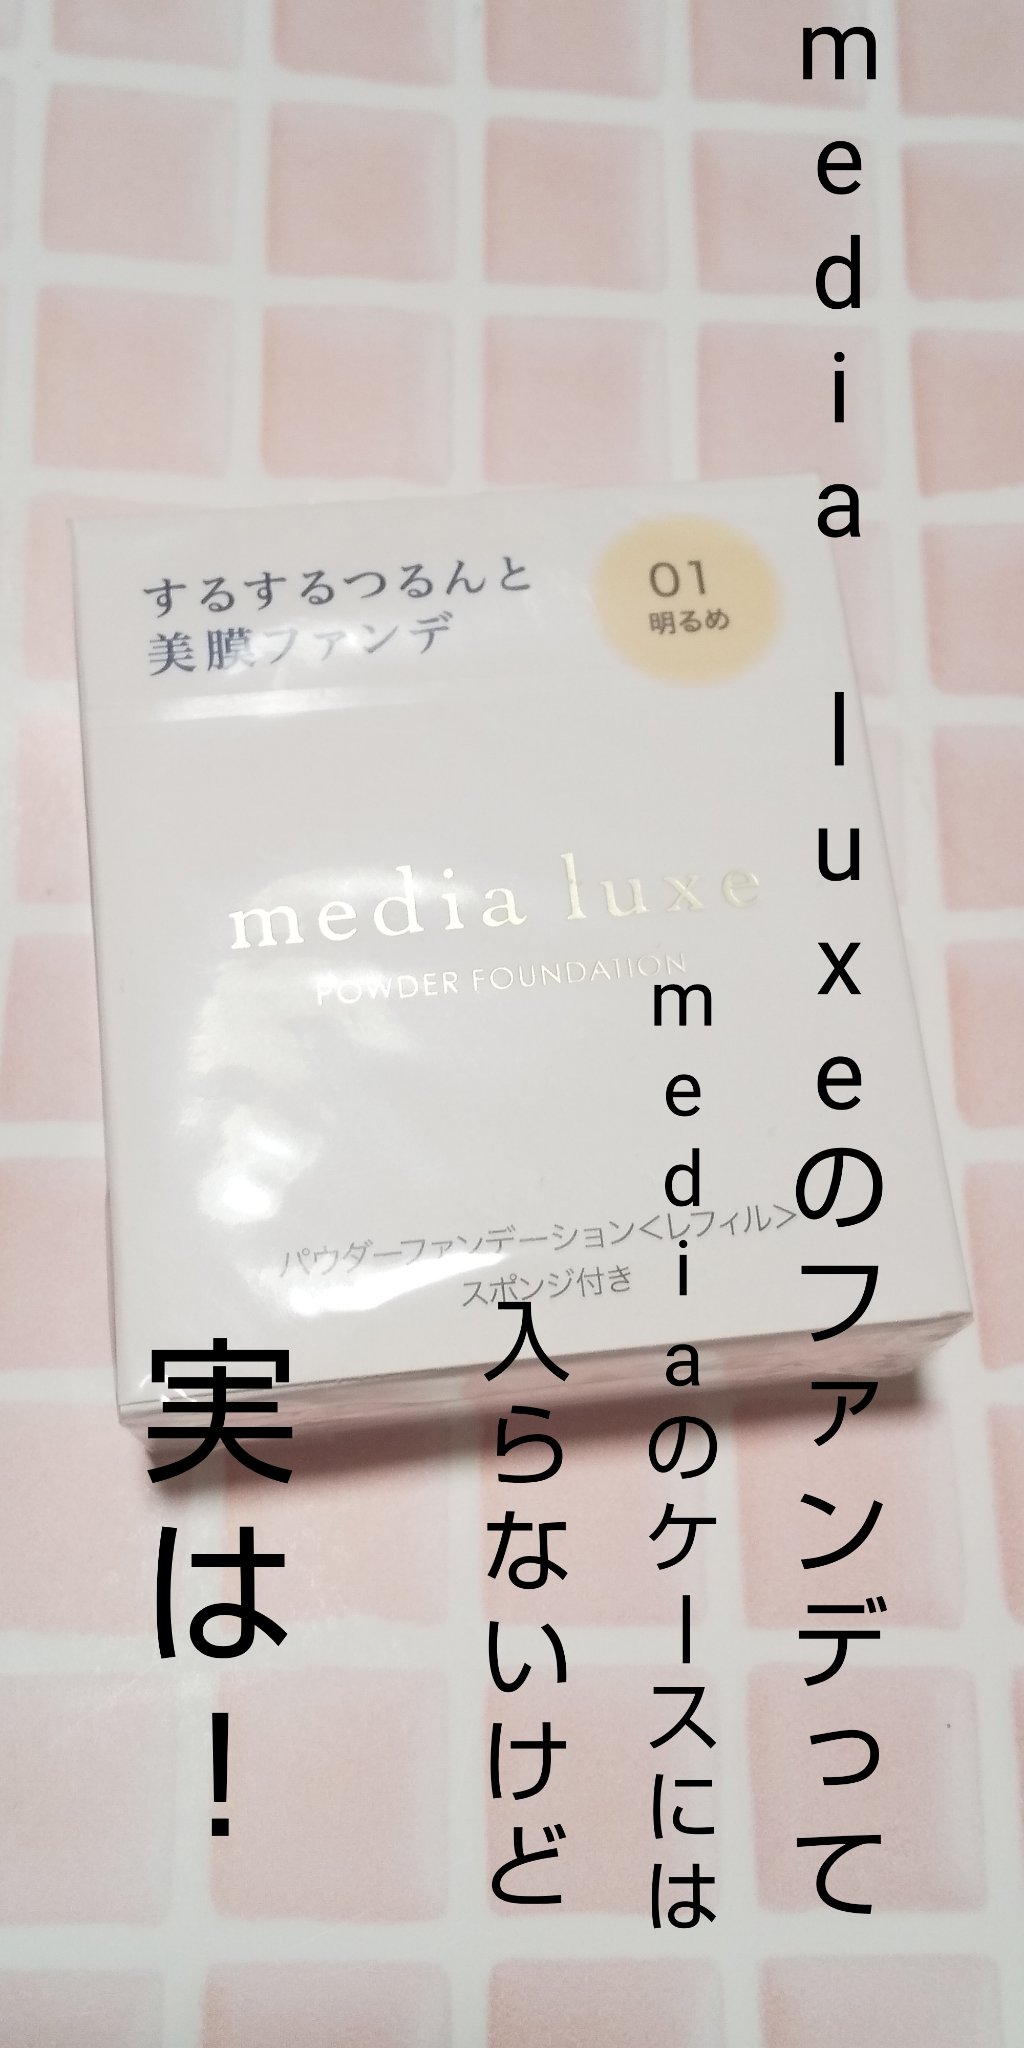 media luxeのファンデって
mediaのケースには
入らないけど
実は！
するするつるんと
美膜ファンデ
01
明るめ
media luxe
POWDER FOUNDATION
パウダーファンデーション<レフィル>
スポンジ付き